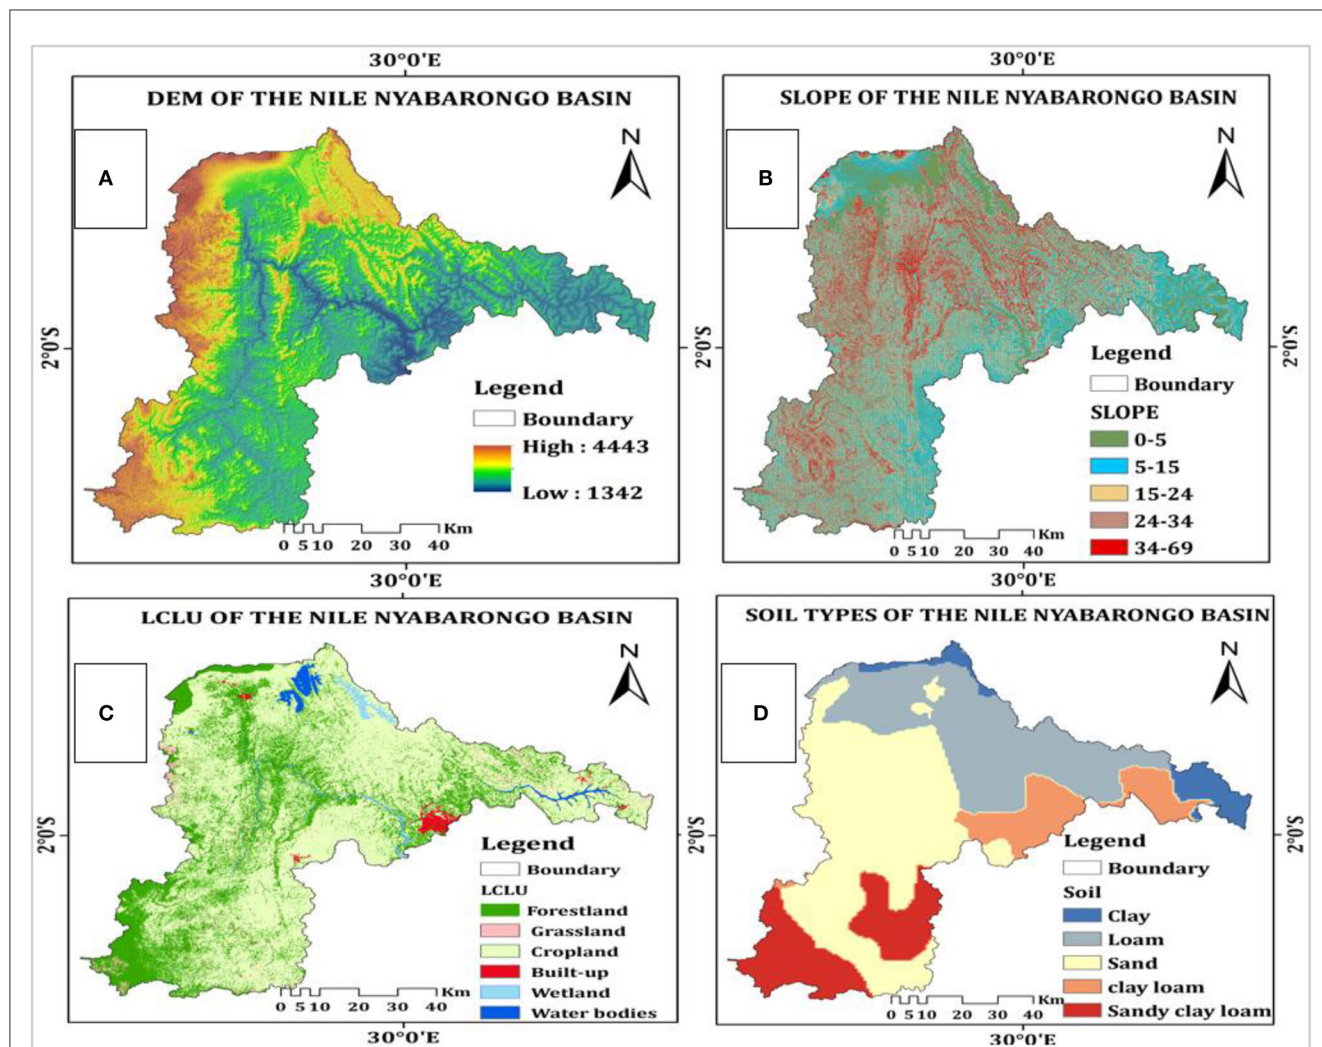 30°0'E
30°0'E
DEM OF THE NILE NYABARONGO BASIN
A
N
2°0'S
Legend
Boundary
High : 4443
Low : 1342
Km
0 5 10 20 30 40
30°0'E
SLOPE OF THE NILE NYABARONGO BASIN
B
N
2°0'S
2°0'S
Legend
Boundary
SLOPE
0-5
5-15
15-24
24-34
34-69
Km
0 5 10 20 30 40
30°0'E
LCLU OF THE NILE NYABARONGO BASIN
C
N
2°0'S
Legend
Boundary
LCLU
Forestland
Grassland
Cropland
Built-up
Wetland
Water bodies
Km
0 5 10 20 30 40
30°0'E
SOIL TYPES OF THE NILE NYABARONGO BASIN
D
N
2°0'S
2°0'S
Legend
Boundary
Soil
Clay
Loam
Sand
clay loam
Sandy clay loam
Km
0 5 10 20 30 40
30°0'E